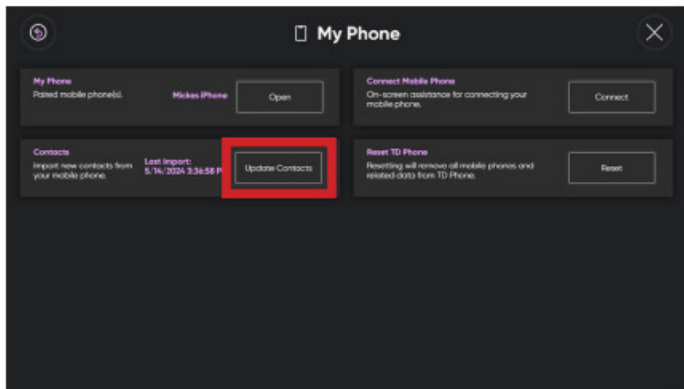 My Phone
My Phone
Paired mobile phone(s).
Mickes iPhone
Open
Connect Mobile Phone
On-screen assistance for connecting your
mobile phone.
Connect
Contacts
Import new contacts from
your mobile phone.
Last import:
5/14/2024 3:36:58 P
Update Contacts
Reset TD Phone
Resetting will remove all mobile phones and
related data from TD Phone.
Reset